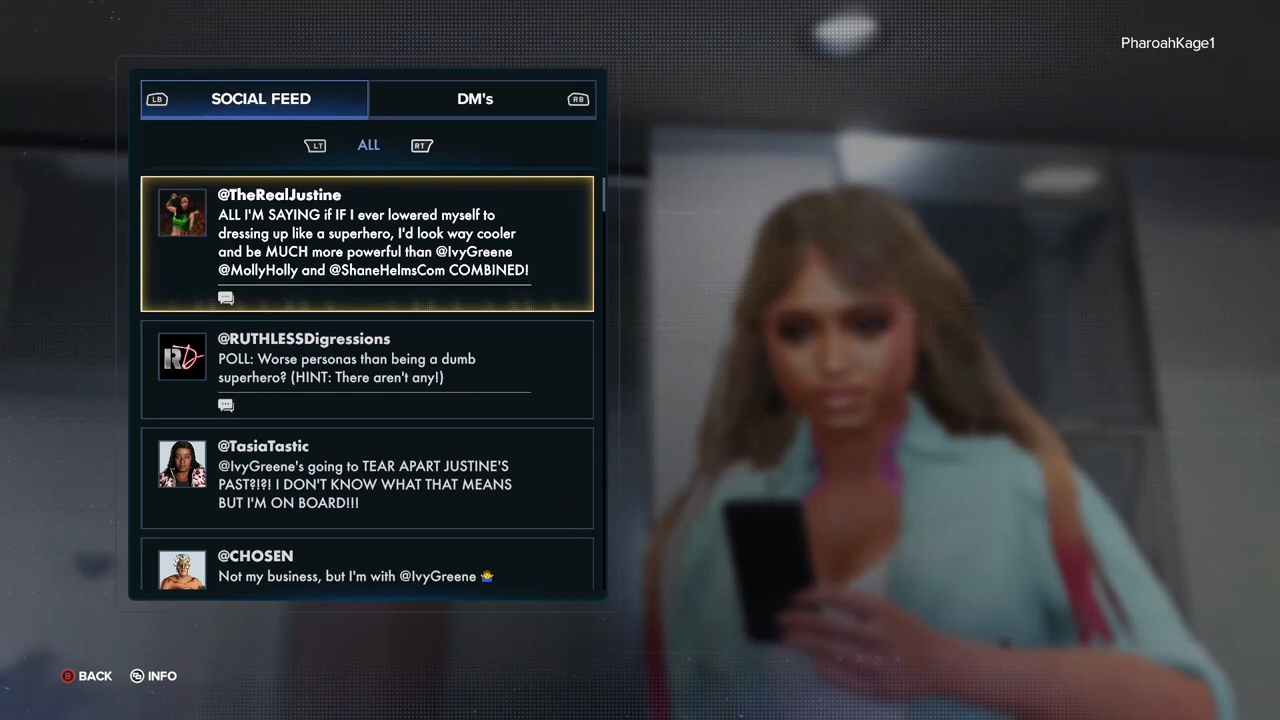 PharoahKage1
LB SOCIAL FEED DM's RB
LT ALL RT
@TheRealJustine
ALL I'M SAYING if IF I ever lowered myself to
dressing up like a superhero, I'd look way cooler
and be MUCH more powerful than @IvyGreene
@MollyHolly and @ShaneHelmsCom COMBINED!
RD
@RUTHLESSDigressions
POLL: Worse personas than being a dumb
superhero? (HINT: There aren't any!)
@TasiaTastic
@IvyGreene's going to TEAR APART JUSTINE'S
PAST?!?! I DON'T KNOW WHAT THAT MEANS
BUT I'M ON BOARD!!!
@CHOSEN
Not my business, but I'm with @IvyGreene 🤷‍♂️
B BACK INFO